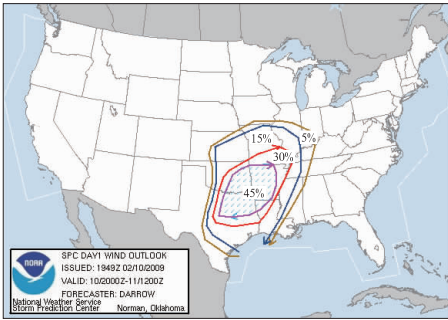 15%
5%
30%
45%
SPC DAY1 WIND OUTLOOK
ISSUED: 1949Z 02/10/2009
VALID: 10/2000Z-11/1200Z
FORECASTER: DARROW
National Weather Service
Storm Prediction Center Norman, Oklahoma
NOAA